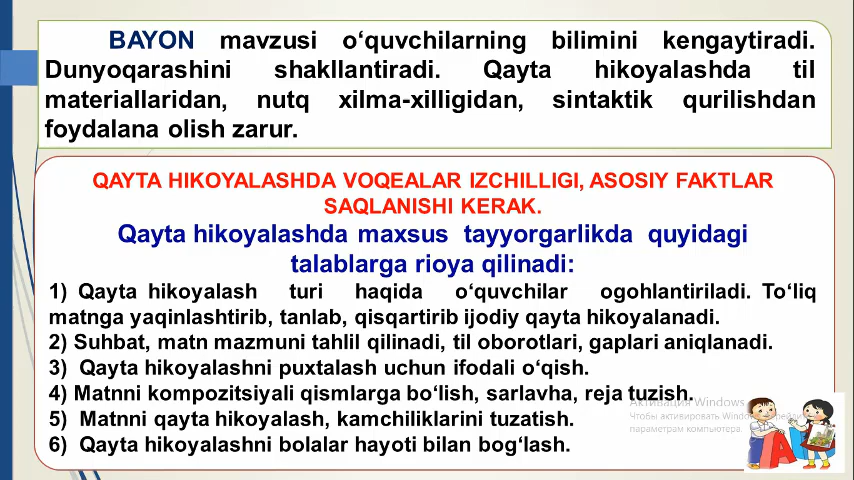 BAYON mavzusi o‘quvchilarning bilimini kengaytiradi.
Dunyoqarashini shakllantiradi. Qayta hikoyalashda til
materiallaridan, nutq xilma-xilligidan, sintaktik qurilishdan
foydalana olish zarur.
QAYTA HIKOYALASHDA VOQEALAR IZCHILLIGI, ASOSIY FAKTLAR
SAQLANISHI KERAK.
Qayta hikoyalashda maxsus tayyorgarlikda quyidagi
talablarga rioya qilinadi:
1) Qayta hikoyalash turi haqida o‘quvchilar ogohlantiriladi. To‘liq
matnga yaqinlashtirib, tanlab, qisqartirib ijodiy qayta hikoyalanadi.
2) Suhbat, matn mazmuni tahlil qilinadi, til oborotlari, gaplari aniqlanadi.
3) Qayta hikoyalashni puxtalash uchun ifodali o‘qish.
4) Matnni kompozitsiyali qismlarga bo‘lish, sarlavha, reja tuzish.
5) Matnni qayta hikoyalash, kamchiliklarini tuzatish.
6) Qayta hikoyalashni bolalar hayoti bilan bog‘lash.
Активация Windows
Чтобы активировать
параметрам компьютера.